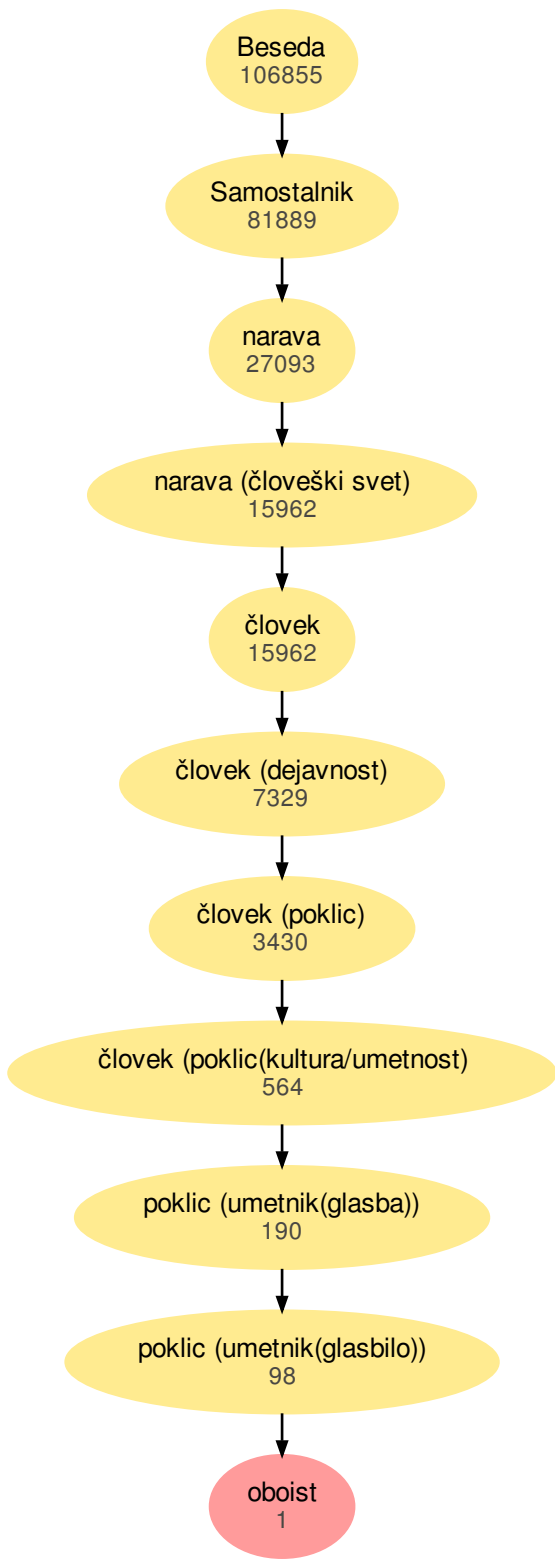 Beseda
106855
Samostalnik
81889
narava
27093
narava (človeški svet)
15962
človek
15962
človek (dejavnost)
7329
človek (poklic)
3430
človek (poklic(kultura/umetnost)
564
poklic (umetnik(glasba))
190
poklic (umetnik(glasbilo))
98
oboist
1